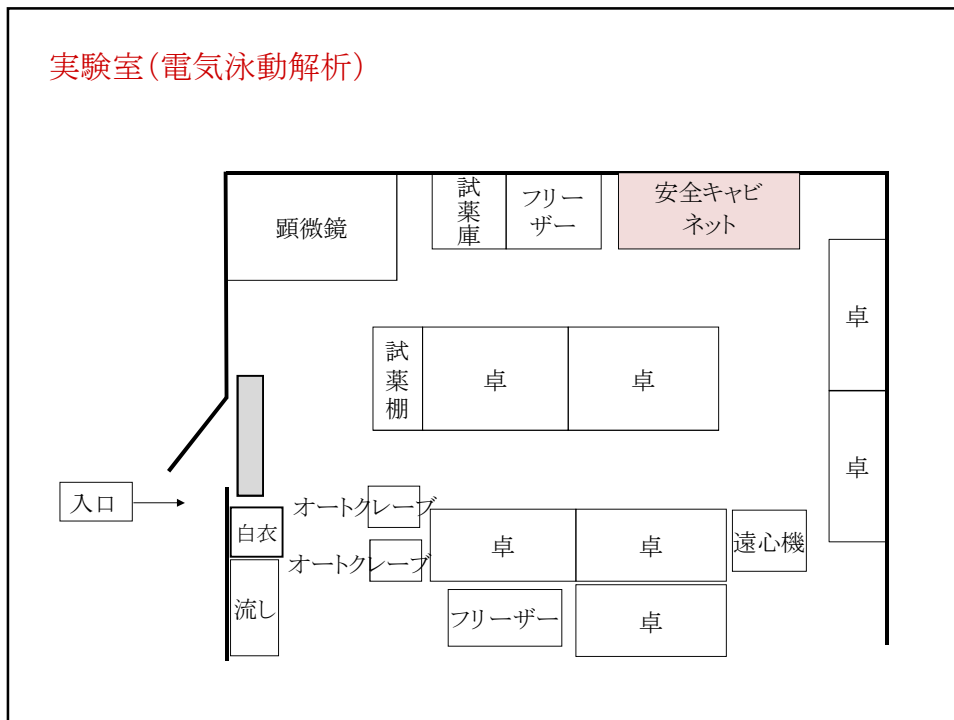 実験室(電気泳動解析)
顕微鏡
試
薬
庫
フリー
ザー
安全キャビ
ネット
卓
試
薬
棚
卓
卓
卓
入口
オートクレーブ
白衣
卓
卓
遠心機
オートクレーブ
流し
フリーザー
卓